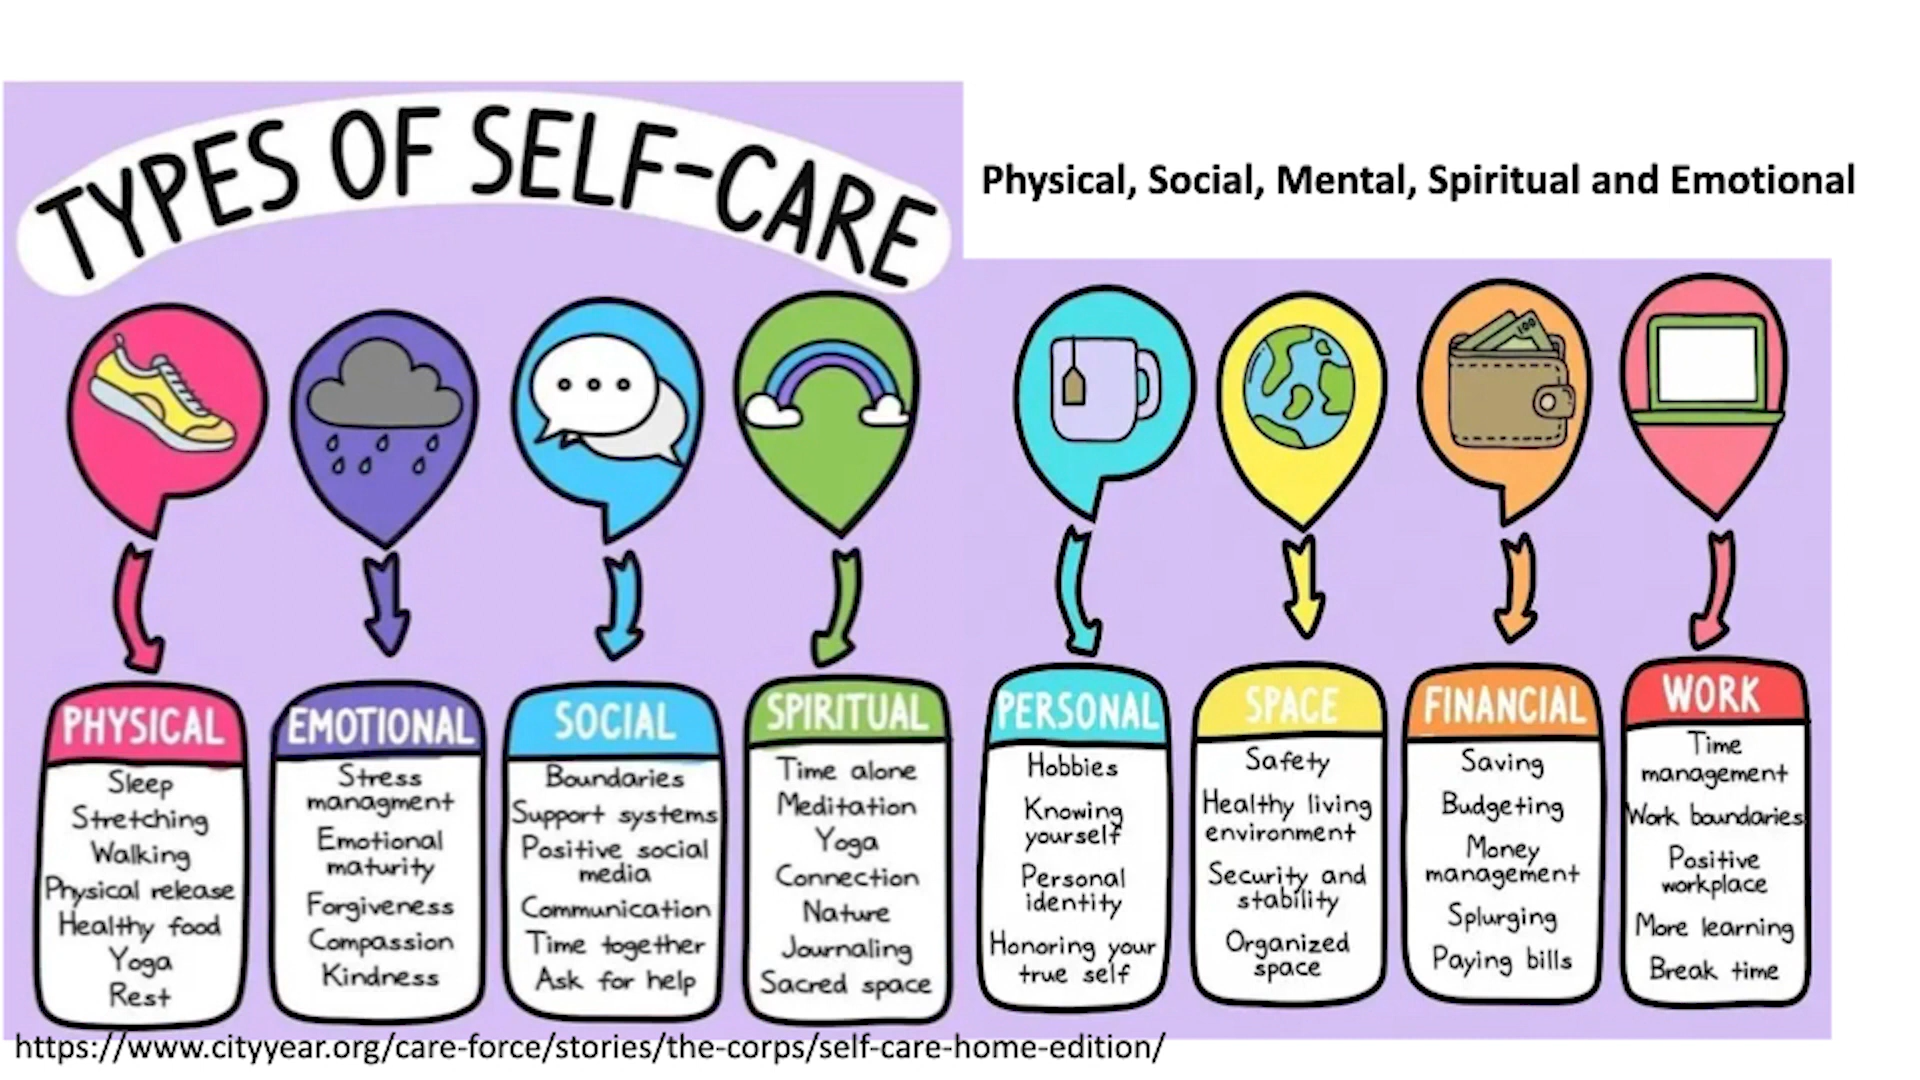 TYPES OF SELF-CARE
Physical, Social, Mental, Spiritual and Emotional
100
PHYSICAL
Sleep
Stretching
Walking
Physical release
Healthy food
Yoga
Rest
EMOTIONAL
Stress
managment
Emotional
maturity
Forgiveness
Compassion
Kindness
SOCIAL
Boundaries
Support systems
Positive social
media
Communication
Time together
Ask for help
SPIRITUAL
Time alone
Meditation
Yoga
Connection
Nature
Journaling
Sacred space
PERSONAL
Hobbies
Knowing
yourself
Personal
identity
Honoring your
true self
SPACE
Safety
Healthy living
environment
Security and
stability
Organized
space
FINANCIAL
Saving
Budgeting
Money
management
Splurging
Paying bills
WORK
Time
management
Work boundaries
Positive
workplace
More learning
Break time
https://www.cityyear.org/care-force/stories/the-corps/self-care-home-edition/